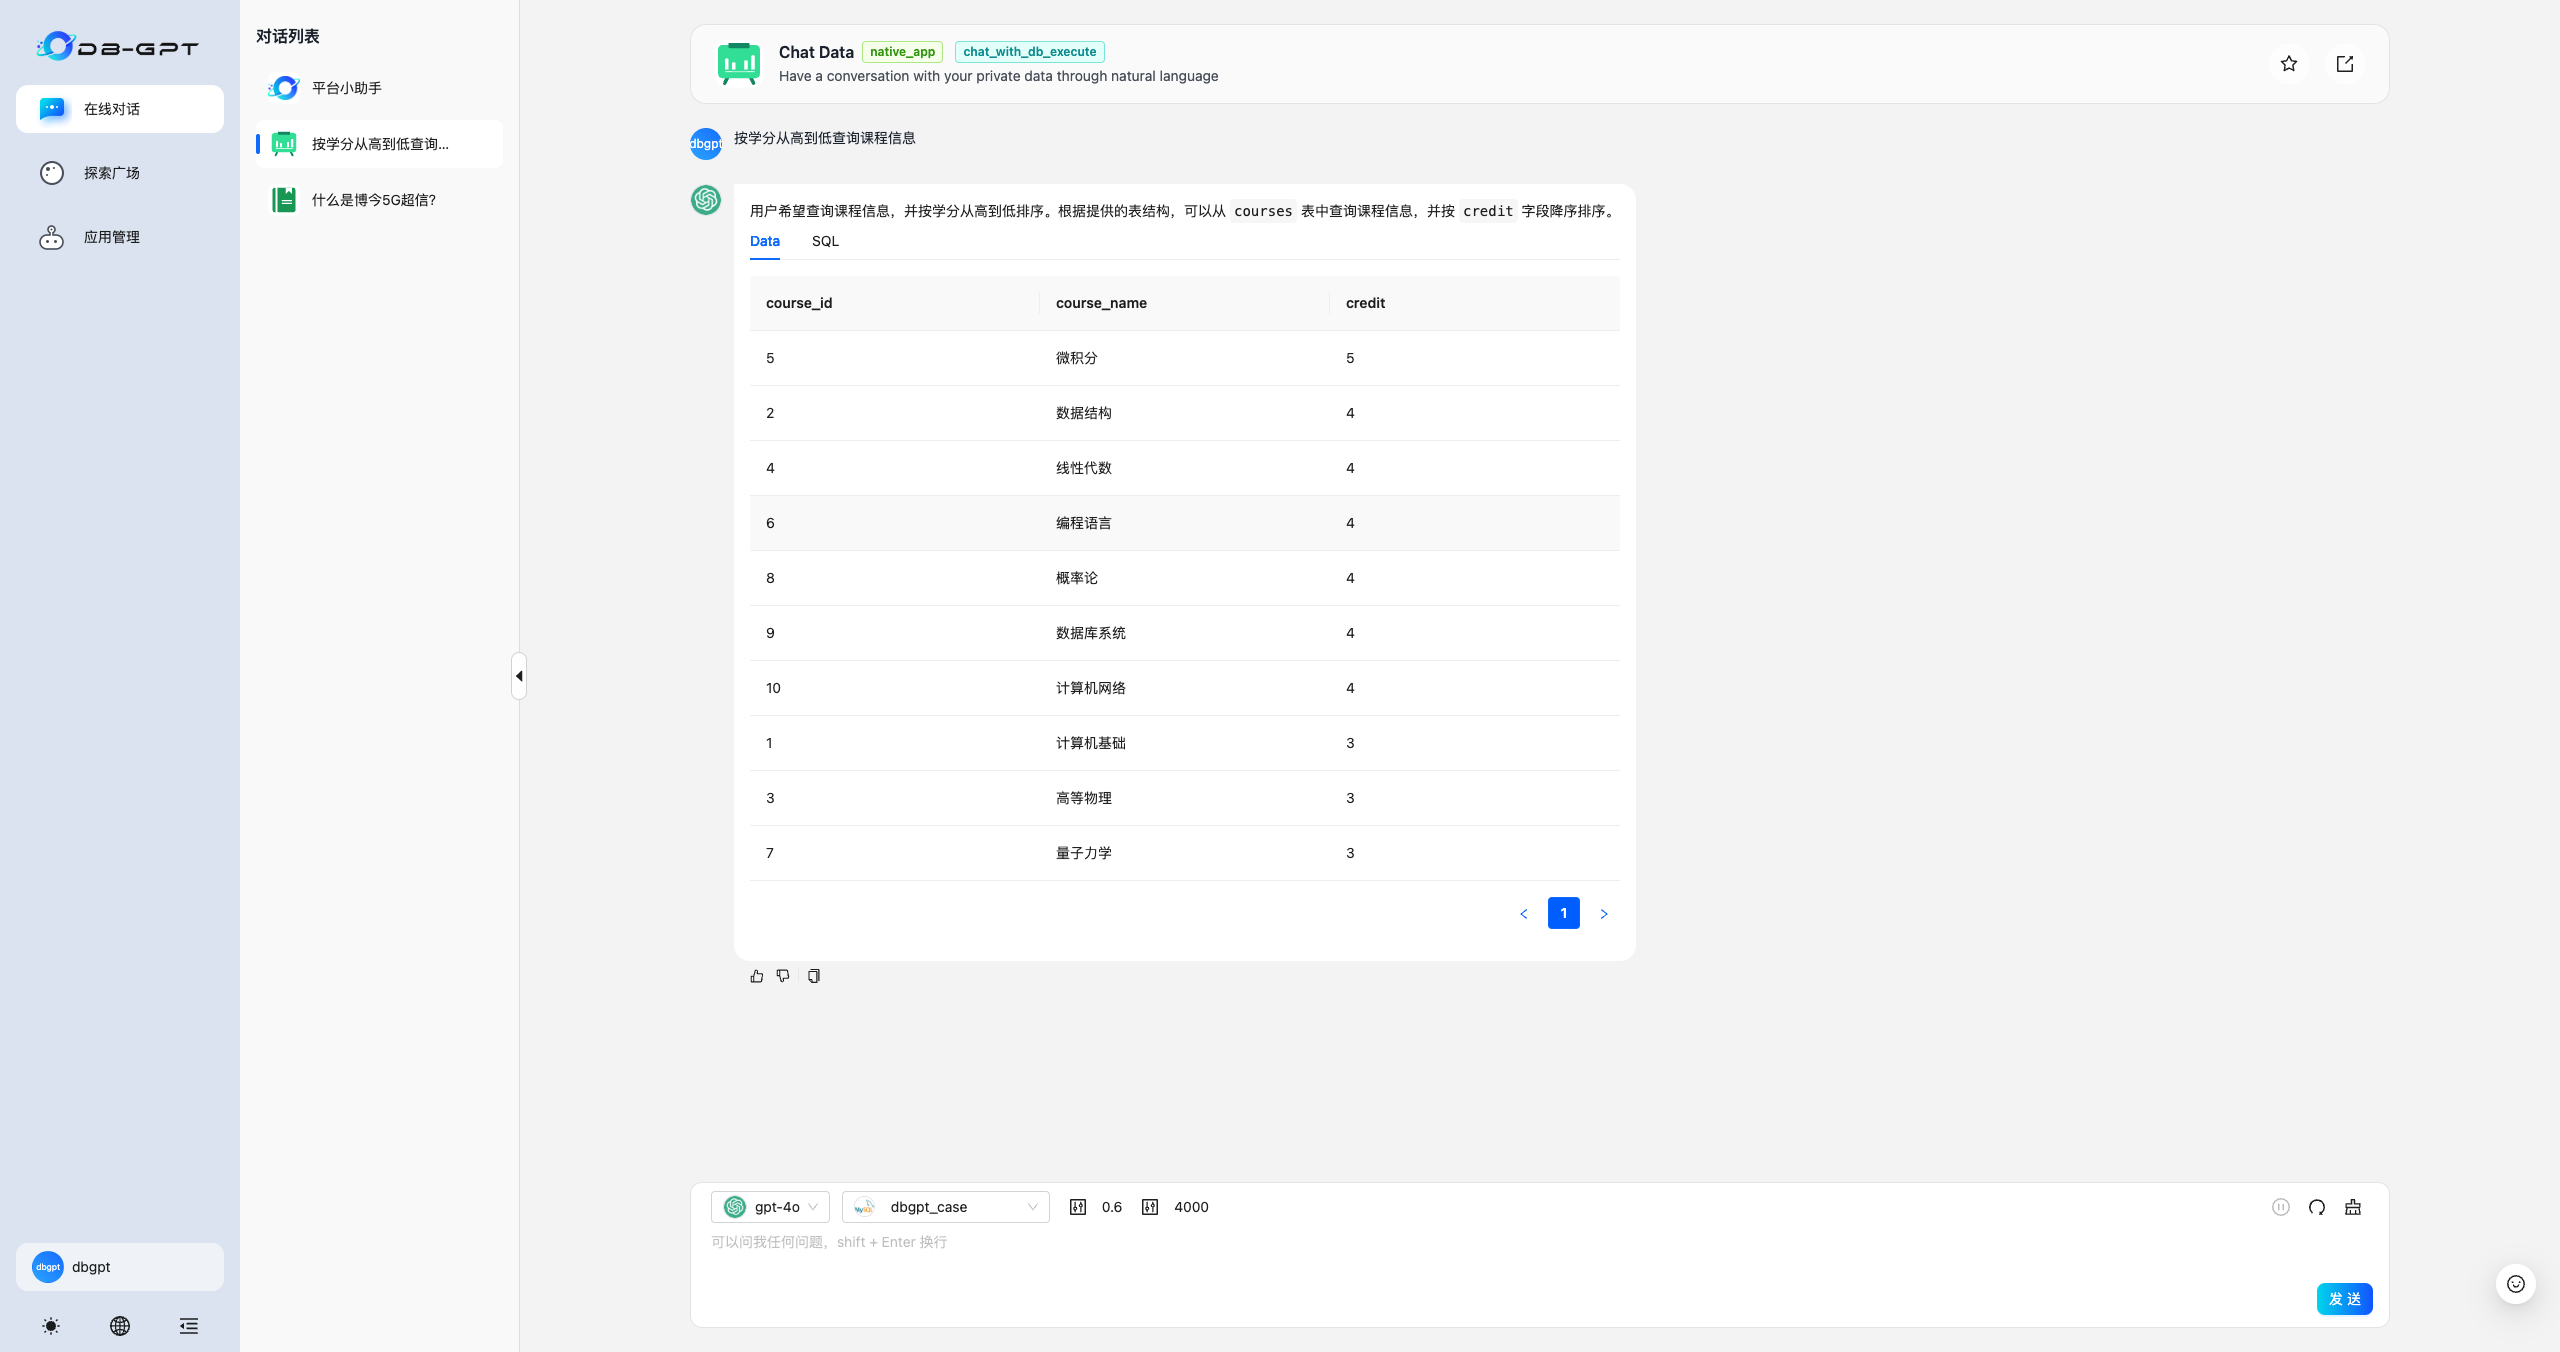 DB-GPT
在线对话
探索广场
应用管理
dbgpt
dbgpt
对话列表
平台小助手
按学分从高到低查询...
什么是博今5G超信?
Chat Data native_app chat_with_db_execute
Have a conversation with your private data through natural language
dbgpt 按学分从高到低查询课程信息
用户希望查询课程信息，并按学分从高到低排序。根据提供的表结构，可以从 courses 表中查询课程信息，并按 credit 字段降序排序。
Data SQL
course_id course_name credit
5 微积分 5
2 数据结构 4
4 线性代数 4
6 编程语言 4
8 概率论 4
9 数据库系统 4
10 计算机网络 4
1 计算机基础 3
3 高等物理 3
7 量子力学 3
< 1 >
gpt-4o MySQL dbgpt_case 0.6 4000
可以问我任何问题，shift + Enter 换行
发 送